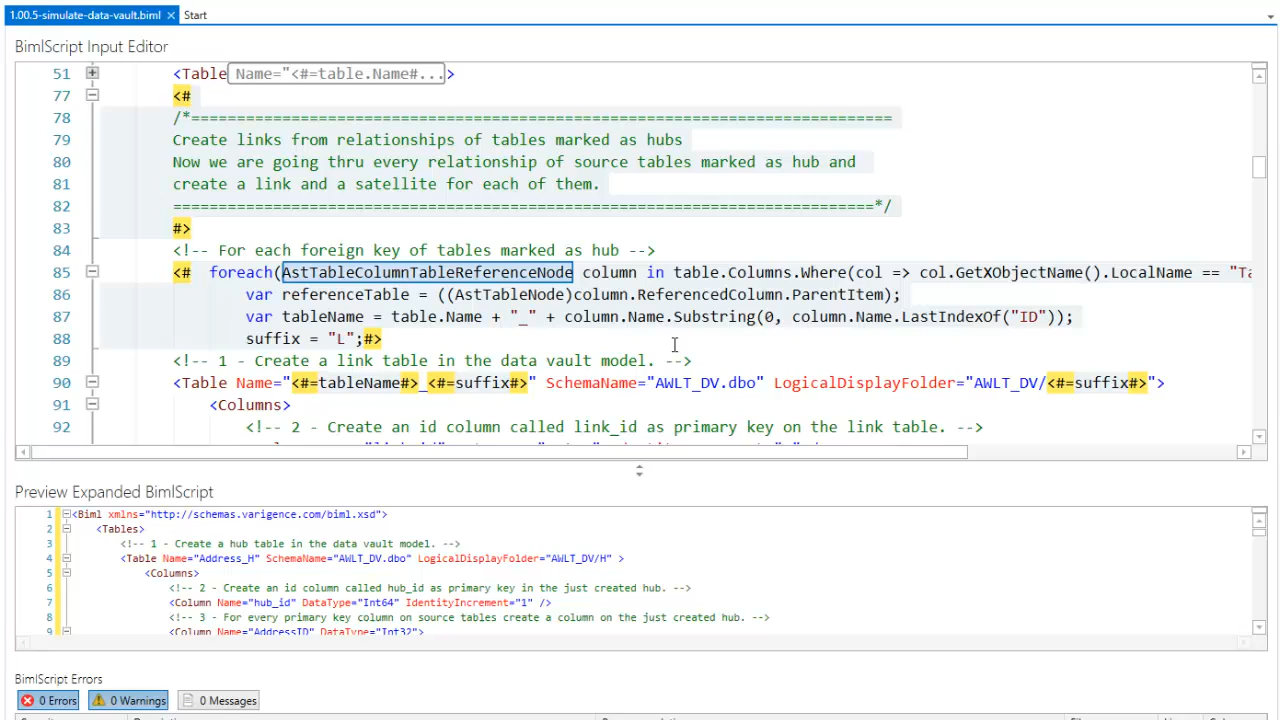 1.00.5-simulate-data-vault.biml × Start
BimlScript Input Editor
51 <Table Name="<#=table.Name#...>
77 <#
78 /*=============================================================================
79 Create links from relationships of tables marked as hubs
80 Now we are going thru every relationship of source tables marked as hub and
81 create a link and a satellite for each of them.
82 =============================================================================*/
83 #>
84 <!-- For each foreign key of tables marked as hub -->
85 <# foreach(AstTableColumnTableReferenceNode column in table.Columns.Where(col => col.GetXObjectName().LocalName == "Ta
86 var referenceTable = ((AstTableNode)column.ReferencedColumn.ParentItem);
87 var tableName = table.Name + "_" + column.Name.Substring(0, column.Name.LastIndexOf("ID"));
88 suffix = "L";#>
89 <!-- 1 - Create a link table in the data vault model. -->
90 <Table Name="<#=tableName#>_<#=suffix#>" SchemaName="AWLT_DV.dbo" LogicalDisplayFolder="AWLT_DV/<#=suffix#>">
91 <Columns>
92 <!-- 2 - Create an id column called link_id as primary key on the link table. -->
Preview Expanded BimlScript
1 <Biml xmlns="http://schemas.varigence.com/biml.xsd">
2 <Tables>
3 <!-- 1 - Create a hub table in the data vault model. -->
4 <Table Name="Address_H" SchemaName="AWLT_DV.dbo" LogicalDisplayFolder="AWLT_DV/H" >
5 <Columns>
6 <!-- 2 - Create an id column called hub_id as primary key in the just created hub. -->
7 <Column Name="hub_id" DataType="Int64" IdentityIncrement="1" />
8 <!-- 3 - For every primary key column on source tables create a column on the just created hub. -->
9 <Column Name="AddressID" DataType="Int32">
BimlScript Errors
0 Errors 0 Warnings 0 Messages